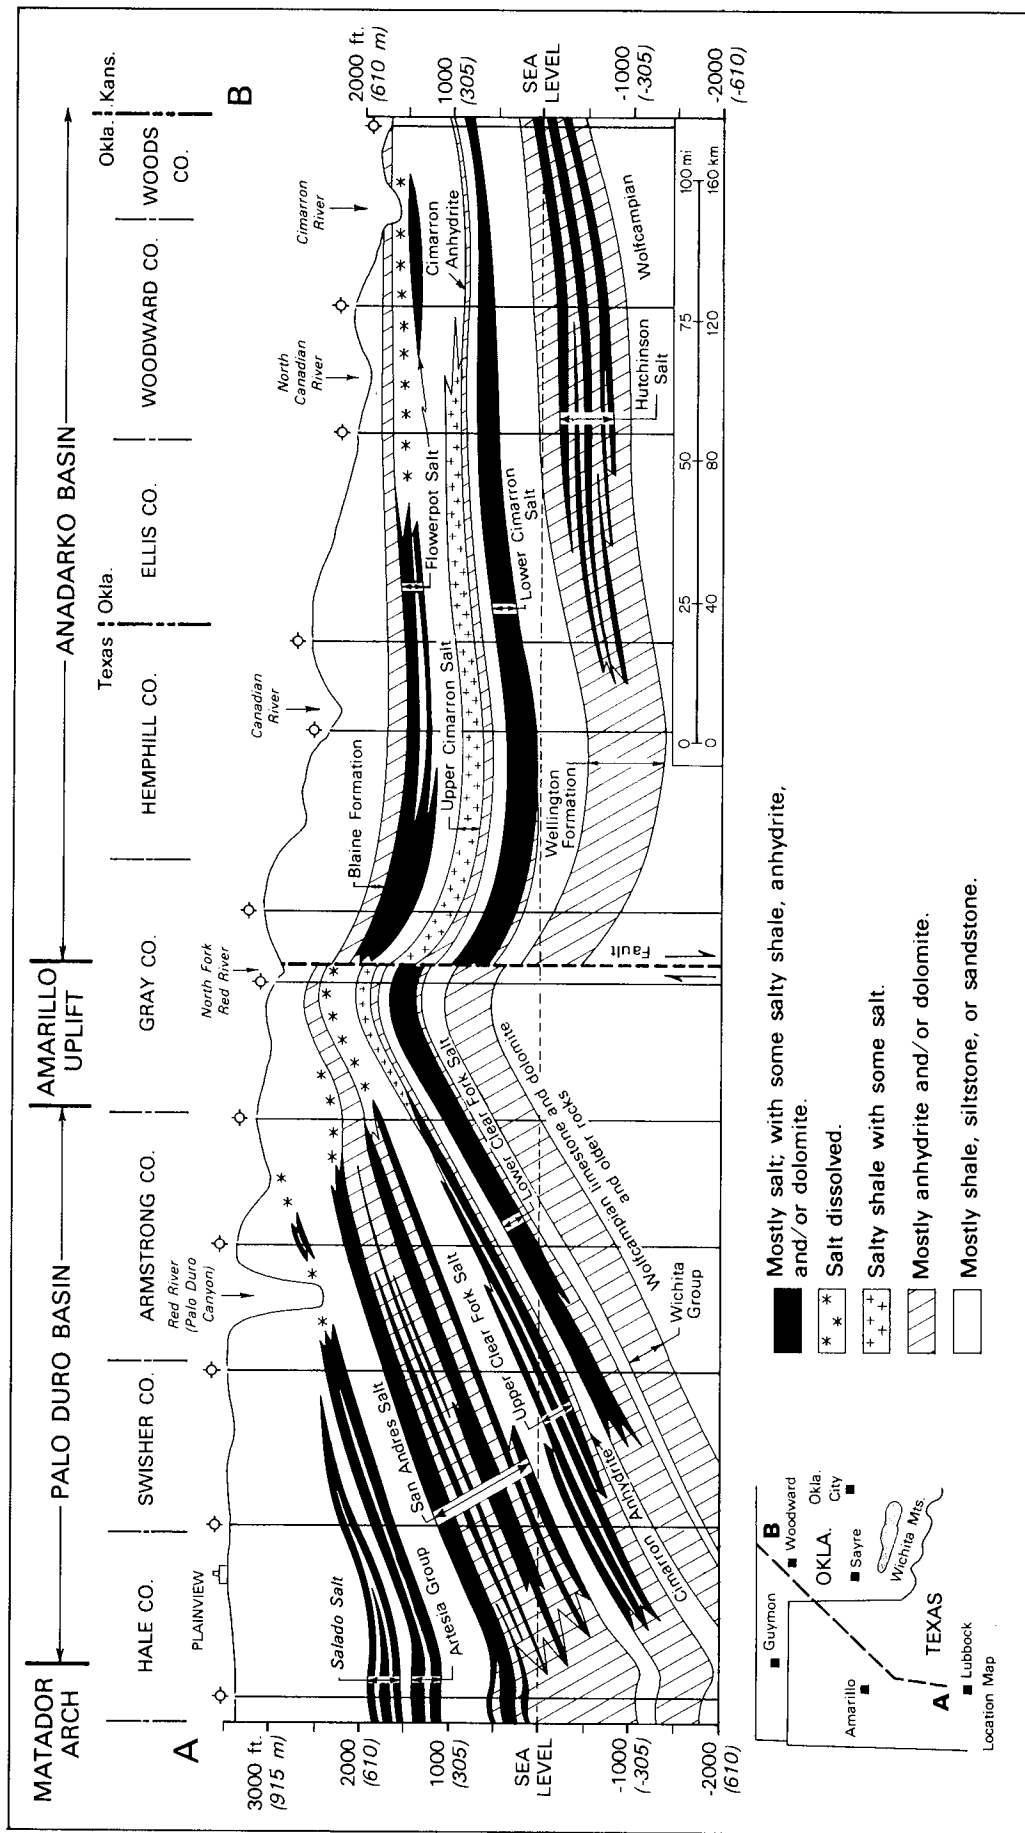 MATADOR
ARCH
PALO DURO BASIN
AMARILLO
UPLIFT
ANADARKO BASIN
Texas
Okla.
Okla.
Kans.
HALE CO.
SWISHER CO.
ARMSTRONG CO.
GRAY CO.
HEMPHILL CO.
ELLIS CO.
WOODWARD CO.
WOODS
CO.
A
B
PLAINVIEW
Red River
(Palo Duro
Canyon)
North Fork
Red River
Canadian
River
North
Canadian
River
Cimarron
River
3000 ft.
(915 m)
2000
(610)
1000
(305)
SEA
LEVEL
-1000
(-305)
-2000
(610)
2000 ft.
(610 m)
1000
(305)
SEA
LEVEL
-1000
(-305)
-2000
(-610)
Salado Salt
Artesia Group
San Andres Salt
Upper Clear Fork Salt
Lower Clear Fork Salt
Cimarron Anhydrite
Wichita
Group
Wolfcampian limestone and dolomite
and older rocks
Fault
Blaine Formation
Flowerpot Salt
Upper Cimarron Salt
Cimarron
Anhydrite
Lower Cimarron
Salt
Wellington
Formation
Hutchinson
Salt
Wolfcampian
0 25 50 75 100 mi
0 40 80 120 160 km
Mostly salt; with some salty shale, anhydrite,
and/or dolomite.
Salt dissolved.
Salty shale with some salt.
Mostly anhydrite and/or dolomite.
Mostly shale, siltstone, or sandstone.
Guymon
B
Woodward
OKLA.
Okla.
City
Amarillo
Sayre
Wichita Mts.
TEXAS
A
Lubbock
Location Map